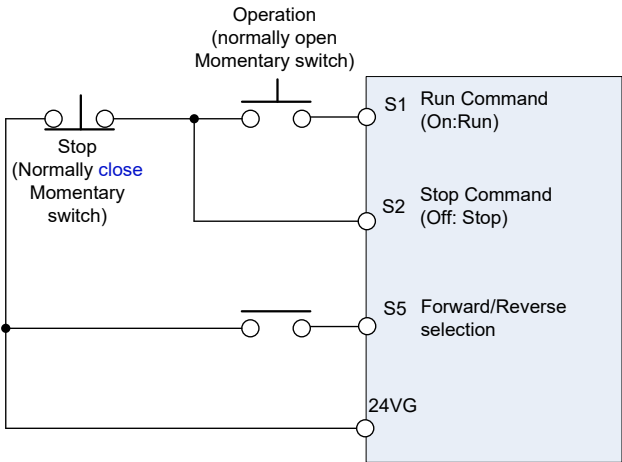 Operation
(normally open
Momentary switch)
Stop
(Normally close
Momentary
switch)
S1 Run Command
(On:Run)
S2 Stop Command
(Off: Stop)
S5 Forward/Reverse
selection
24VG